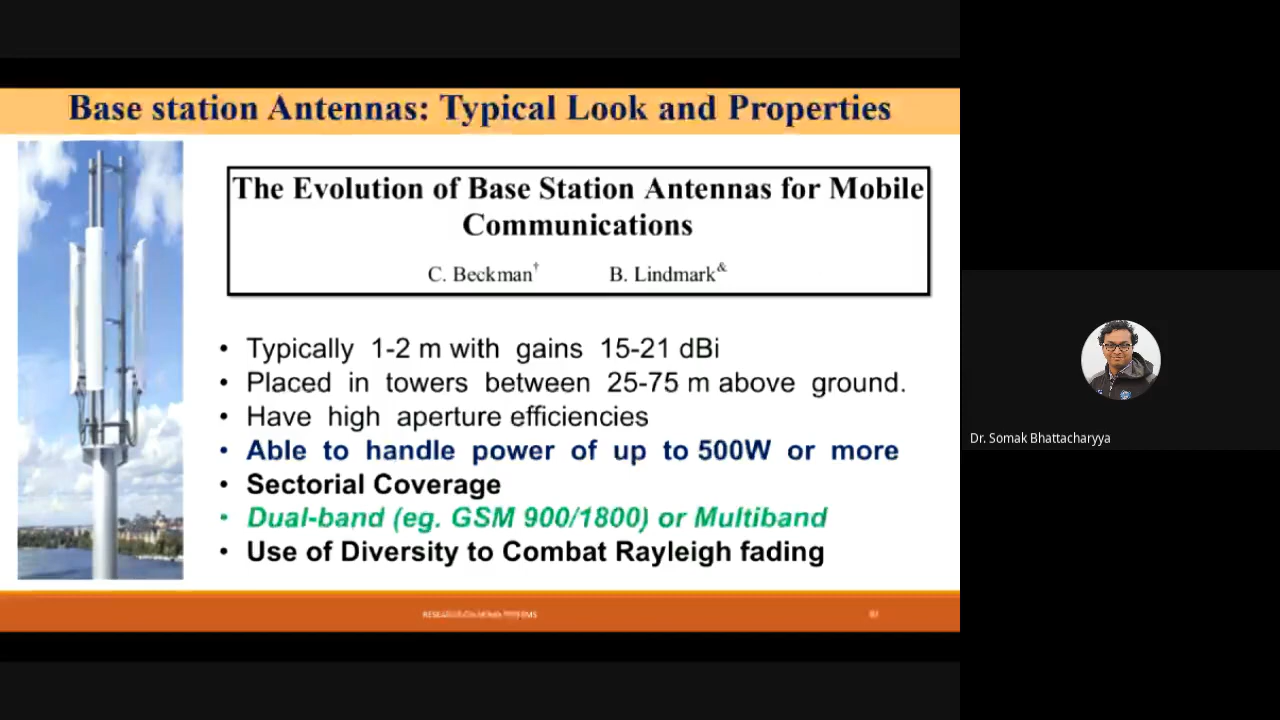 Base station Antennas: Typical Look and Properties
The Evolution of Base Station Antennas for Mobile
Communications
C. Beckman† B. Lindmark&
• Typically 1-2 m with gains 15-21 dBi
• Placed in towers between 25-75 m above ground.
• Have high aperture efficiencies
• Able to handle power of up to 500W or more
• Sectorial Coverage
• Dual-band (eg. GSM 900/1800) or Multiband
• Use of Diversity to Combat Rayleigh fading
Dr. Somak Bhattacharyya